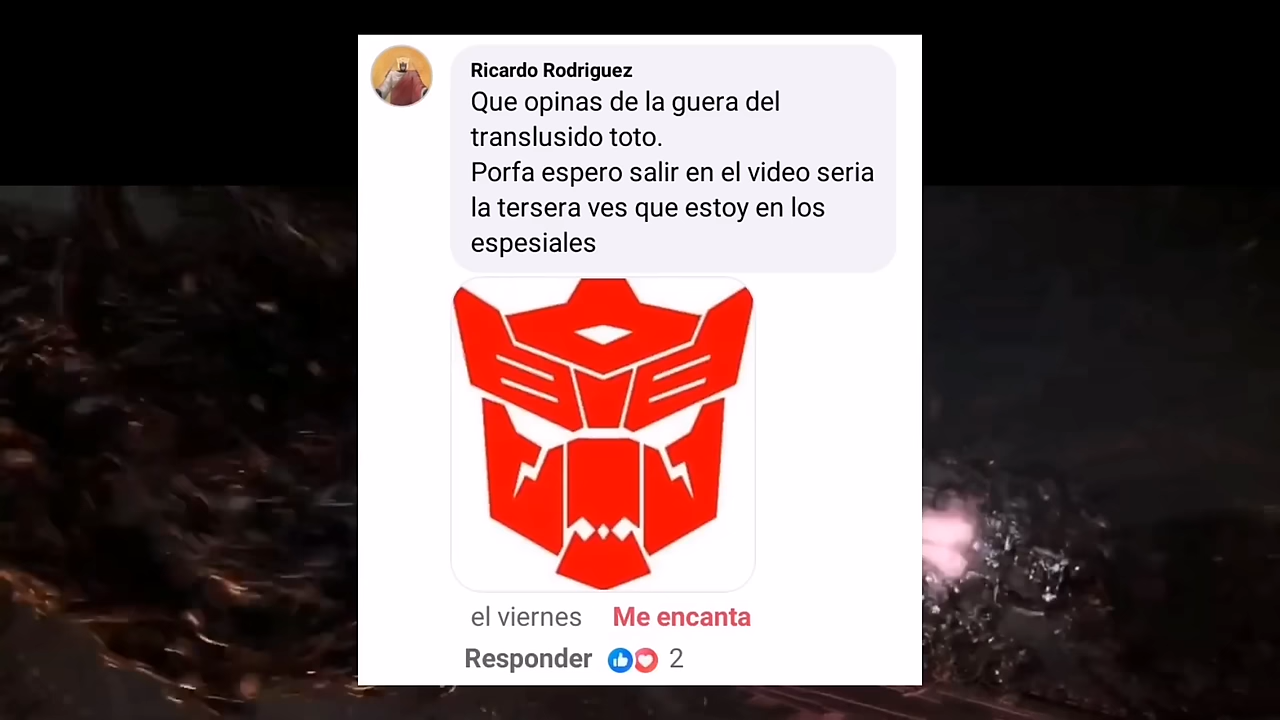 Ricardo Rodriguez
Que opinas de la guera del
translusido toto.
Porfa espero salir en el video seria
la tersera ves que estoy en los
espesiales
el viernes Me encanta
Responder 2